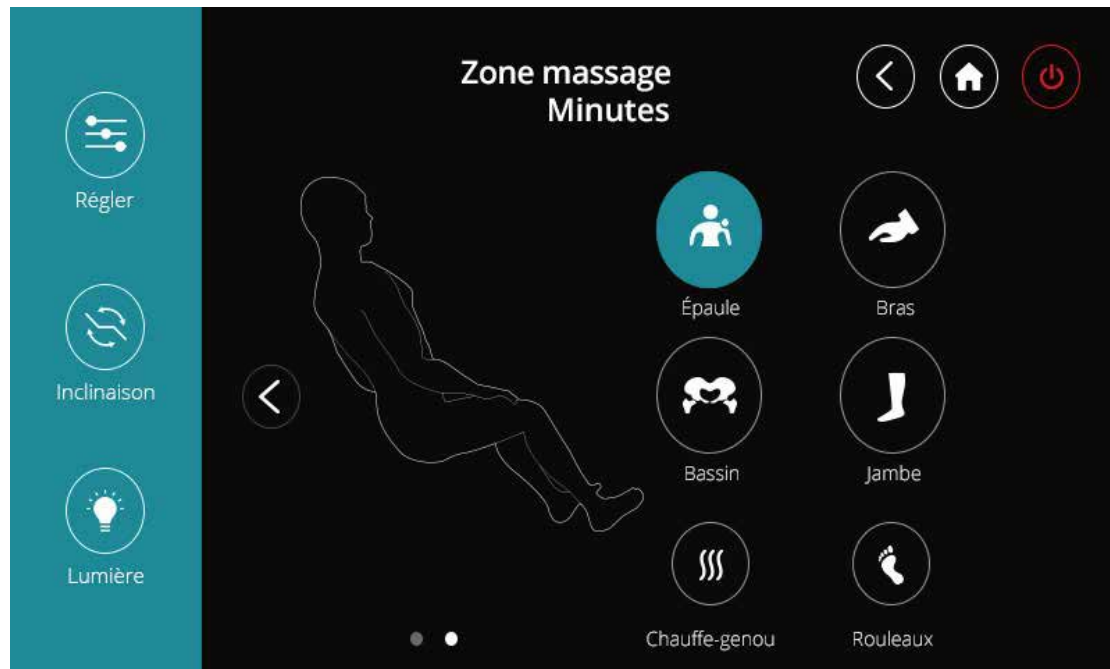 Zone massage
Minutes
Régler
Inclinaison
Lumière
Épaule
Bras
Bassin
Jambe
Chauffe-genou
Rouleaux